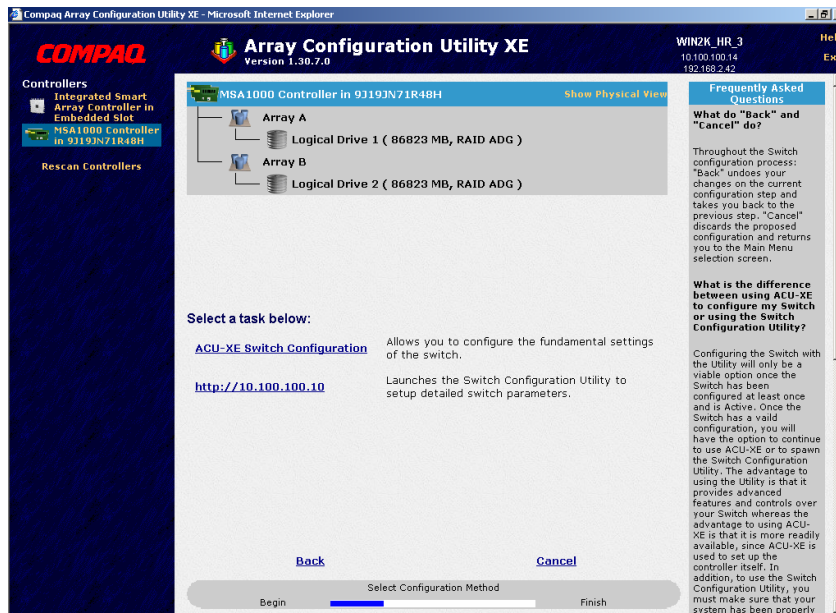 Compaq Array Configuration Utility XE - Microsoft Internet Explorer
COMPAQ
Array Configuration Utility XE
Version 1.30.7.0
WIN2K_HR_3
10.100.100.14
192.168.2.42
Controllers
Integrated Smart
Array Controller in
Embedded Slot
MSA1000 Controller
in 9J19JN71R48H
Rescan Controllers
MSA1000 Controller in 9J19JN71R48H
Show Physical View
Array A
Logical Drive 1 ( 86823 MB, RAID ADG )
Array B
Logical Drive 2 ( 86823 MB, RAID ADG )
Select a task below:
ACU-XE Switch Configuration
Allows you to configure the fundamental settings
of the switch.
http://10.100.100.10
Launches the Switch Configuration Utility to
setup detailed switch parameters.
Back
Cancel
Select Configuration Method
Begin
Finish
Frequently Asked
Questions
What do "Back" and
"Cancel" do?
Throughout the Switch
configuration process:
"Back" undoes your
changes on the current
configuration step and
takes you back to the
previous step. "Cancel"
discards the proposed
configuration and returns
you to the Main Menu
selection screen.
What is the difference
between using ACU-XE
to configure my Switch
or using the Switch
Configuration Utility?
Configuring the Switch with
the Utility will only be a
viable option once the
Switch has been
configured at least once
and is Active. Once the
Switch has a vaild
configuration, you will
have the option to continue
to use ACU-XE or to spawn
the Switch Configuration
Utility. The advantage to
using the Utility is that it
provides advanced
features and controls over
your Switch whereas the
advantage to using ACU-
XE is that it is more readily
available, since ACU-XE is
used to set up the
controller itself. In
addition, to use the Switch
Configuration Utility, you
must make sure that your
system has been properly